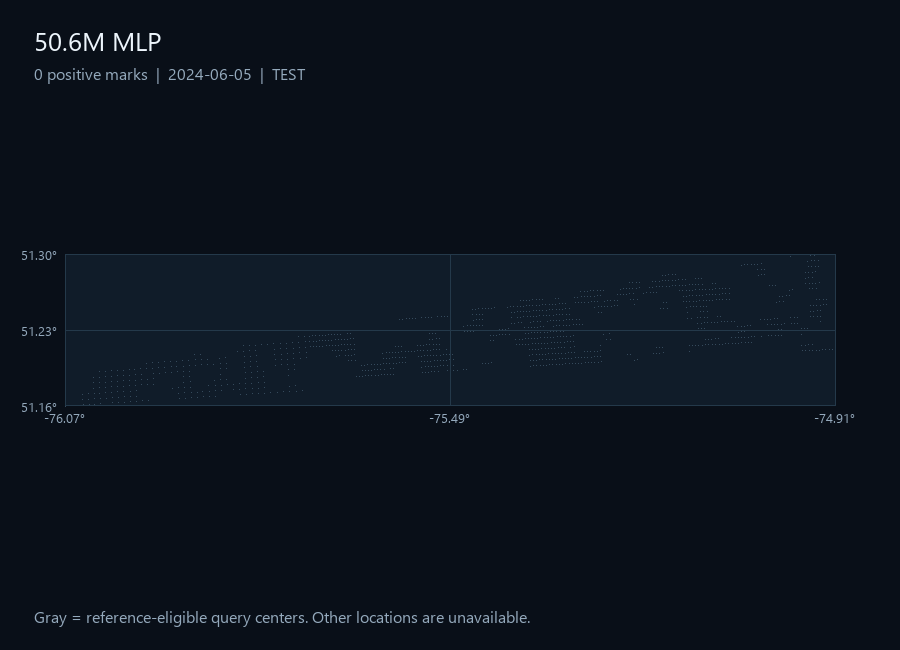 50.6M MLP
0 positive marks | 2024-06-05 | TEST
51.30°
51.23°
51.16°
-76.07°
-75.49°
-74.91°
Gray = reference-eligible query centers. Other locations are unavailable.